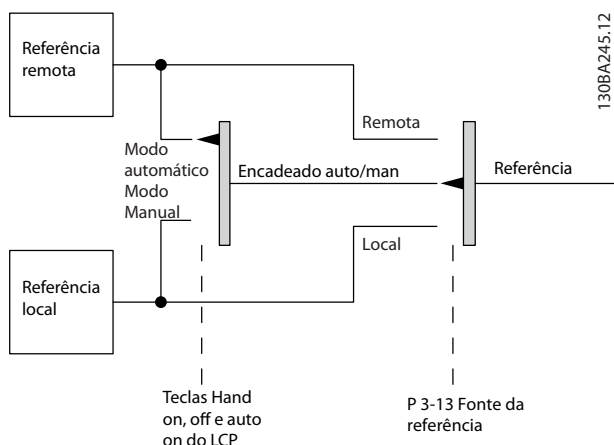 Referência
remota
130BA245.12
Remota
Modo
automático
Modo
Manual
Encadeado auto/man
Referência
Local
Referência
local
Teclas Hand
on, off e auto
on do LCP
P 3-13 Fonte da
referência